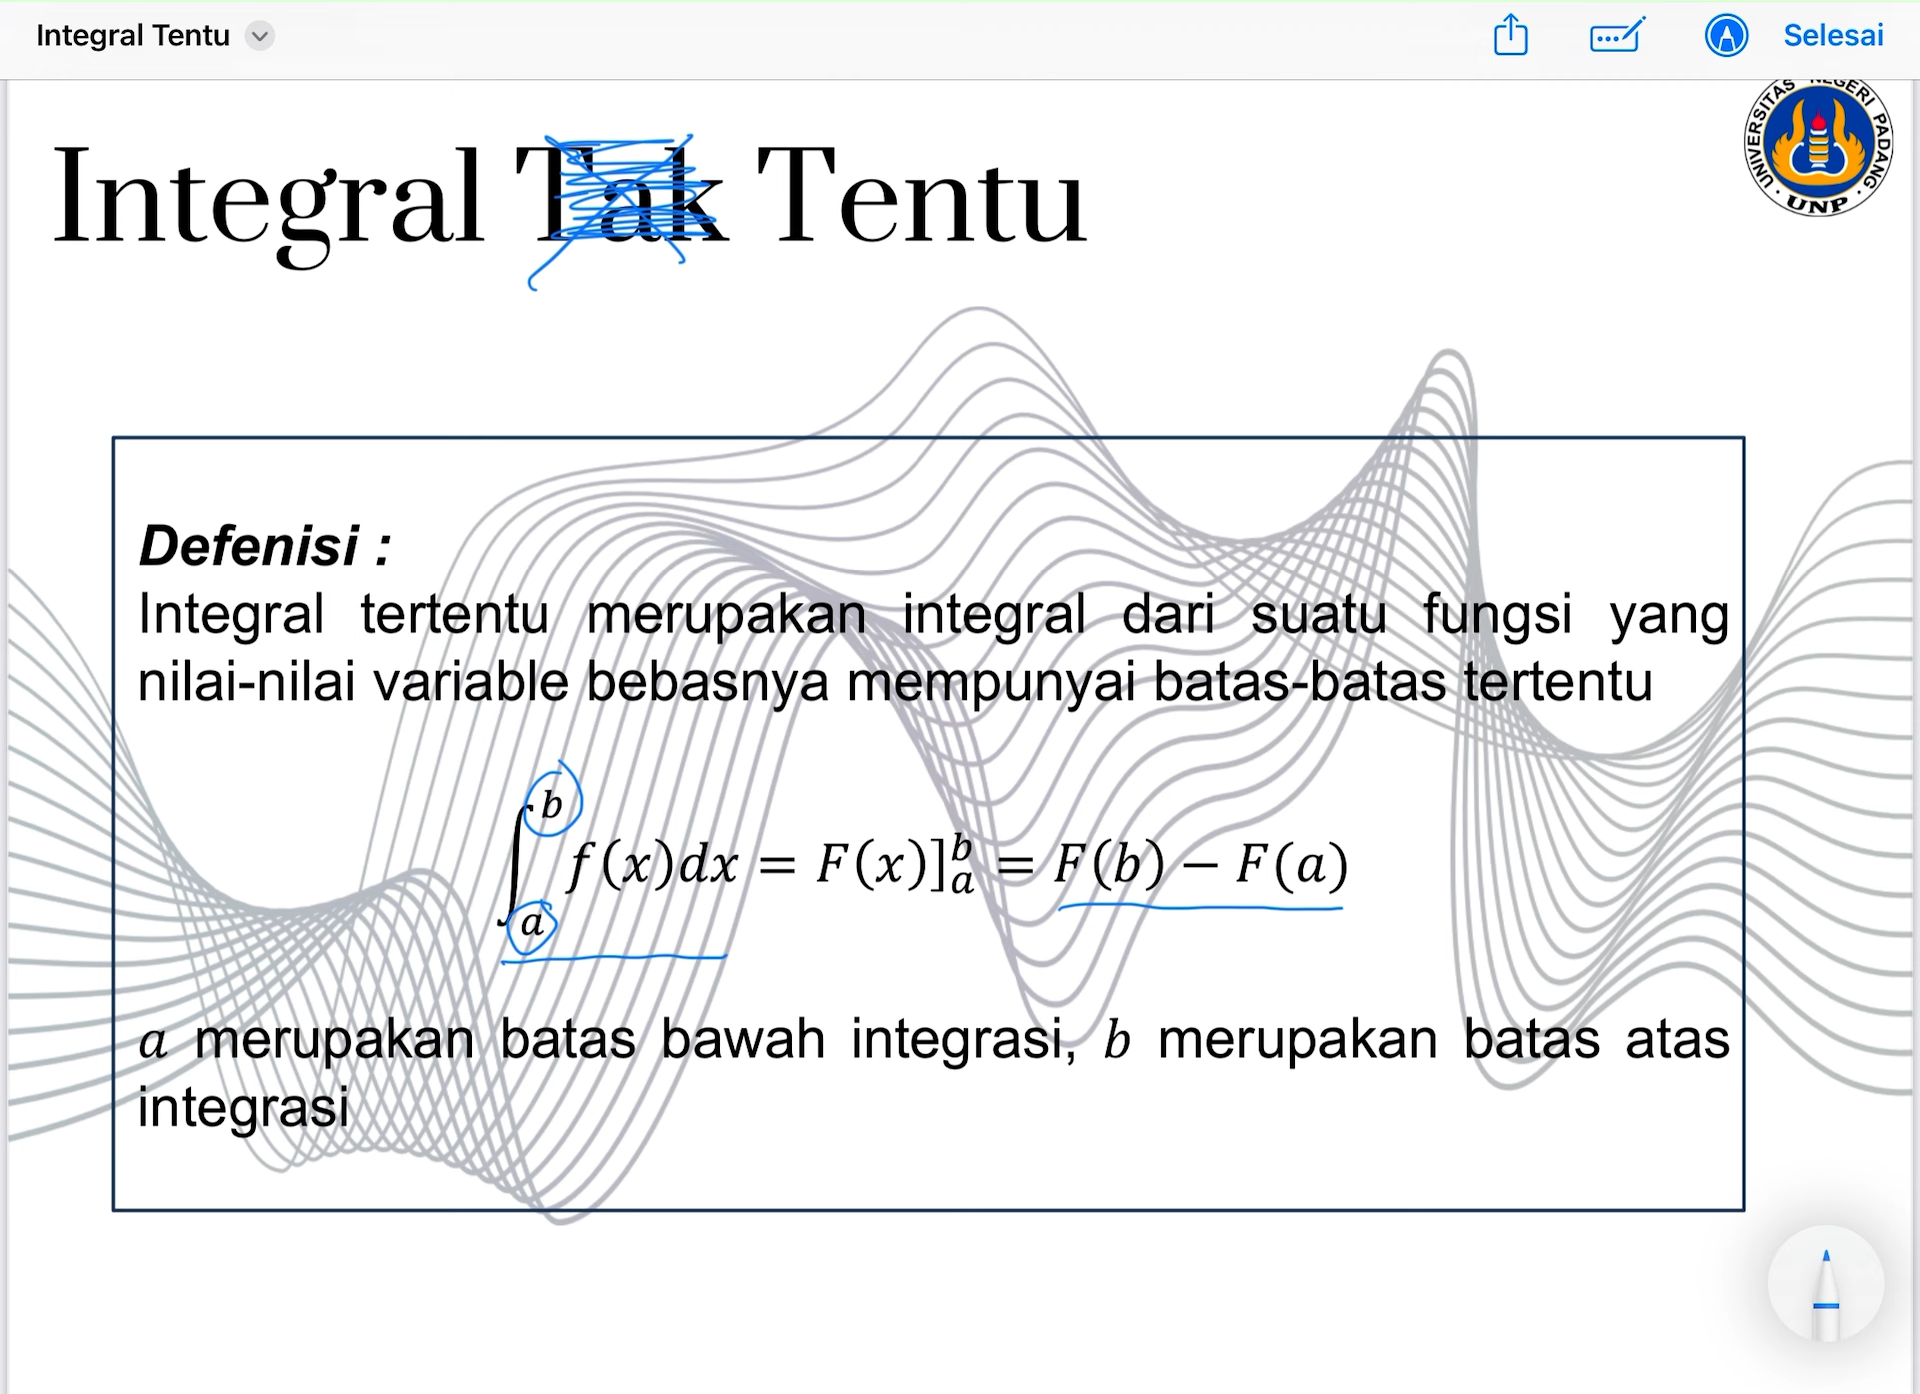 Integral Tentu
Selesai
UNIVERSITAS NEGERI PADANG
UNP
Integral Tak Tentu
Defenisi :
Integral tertentu merupakan integral dari suatu fungsi yang
nilai-nilai variable bebasnya mempunyai batas-batas tertentu
∫_a^b f(x)dx = F(x)]_a^b = F(b) − F(a)
a merupakan batas bawah integrasi, b merupakan batas atas
integrasi